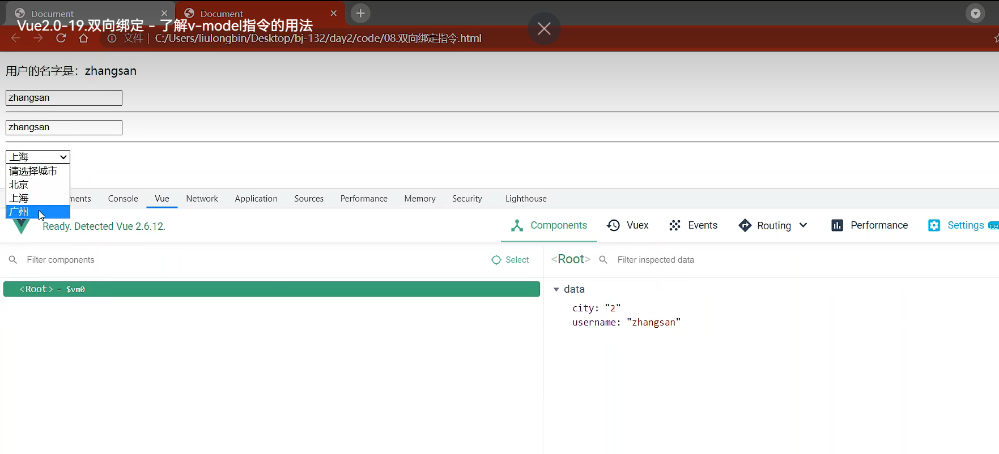 Document
Document
Vue2.0-19.双向绑定 - 了解v-model指令的用法
文件 | C:/Users/liulongbin/Desktop/bj-132/day2/code/08.双向绑定指令.html
用户的名字是：zhangsan
zhangsan
zhangsan
上海
请选择城市
北京
上海
广州
ments Console Vue Network Application Sources Performance Memory Security Lighthouse
Ready. Detected Vue 2.6.12.
Components Vuex Events Routing Performance Settings ne
Filter components Select
<Root> Filter inspected data
<Root> = $vm0
data
city: "2"
username: "zhangsan"